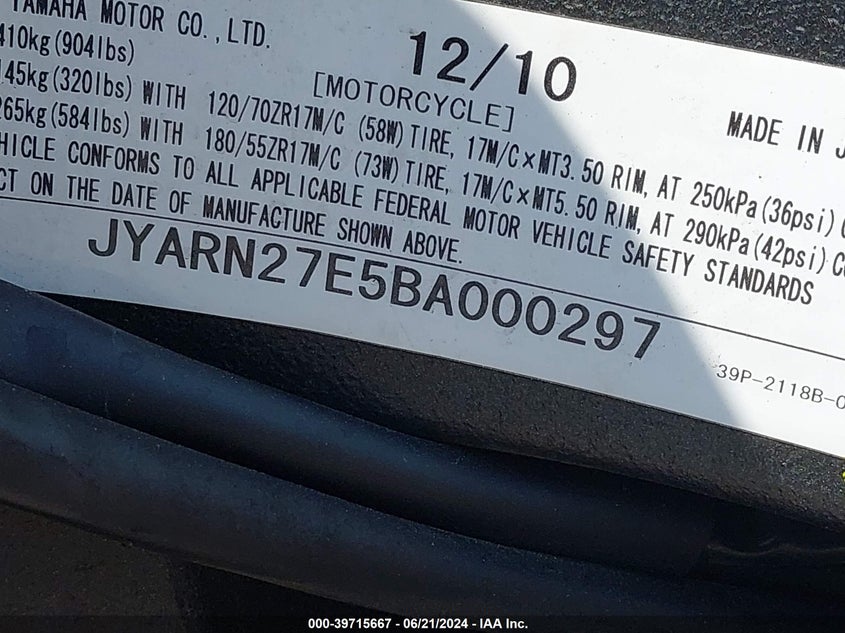 YAMAHA MOTOR CO., LTD.
12/10
410kg(904lbs)
[MOTORCYCLE]
MADE IN
145kg(320lbs) WITH 120/70ZR17M/C (58W) TIRE, 17M/C×MT3.50 RIM, AT 250kPa(36psi)
265kg(584lbs) WITH 180/55ZR17M/C (73W) TIRE, 17M/C×MT5.50 RIM, AT 290kPa(42psi)
CONFORMS TO ALL APPLICABLE FEDERAL MOTOR VEHICLE SAFETY STANDARDS
ON THE DATE OF MANUFACTURE SHOWN ABOVE.
JYARN27E5BA000297
39P-2118B-0
000-39715667 - 06/21/2024 - IAA Inc.